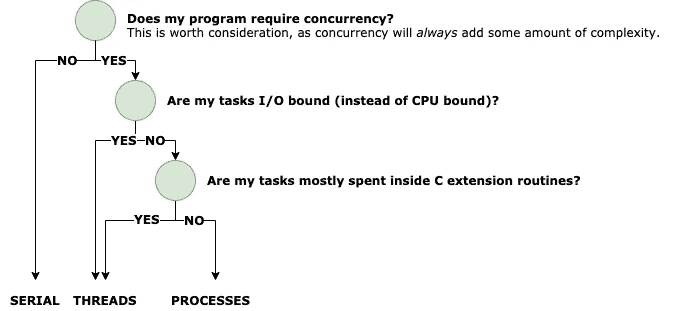 Does my program require concurrency?
This is worth consideration, as concurrency will always add some amount of complexity.
NO YES
Are my tasks I/O bound (instead of CPU bound)?
YES NO
Are my tasks mostly spent inside C extension routines?
YES NO
SERIAL THREADS PROCESSES